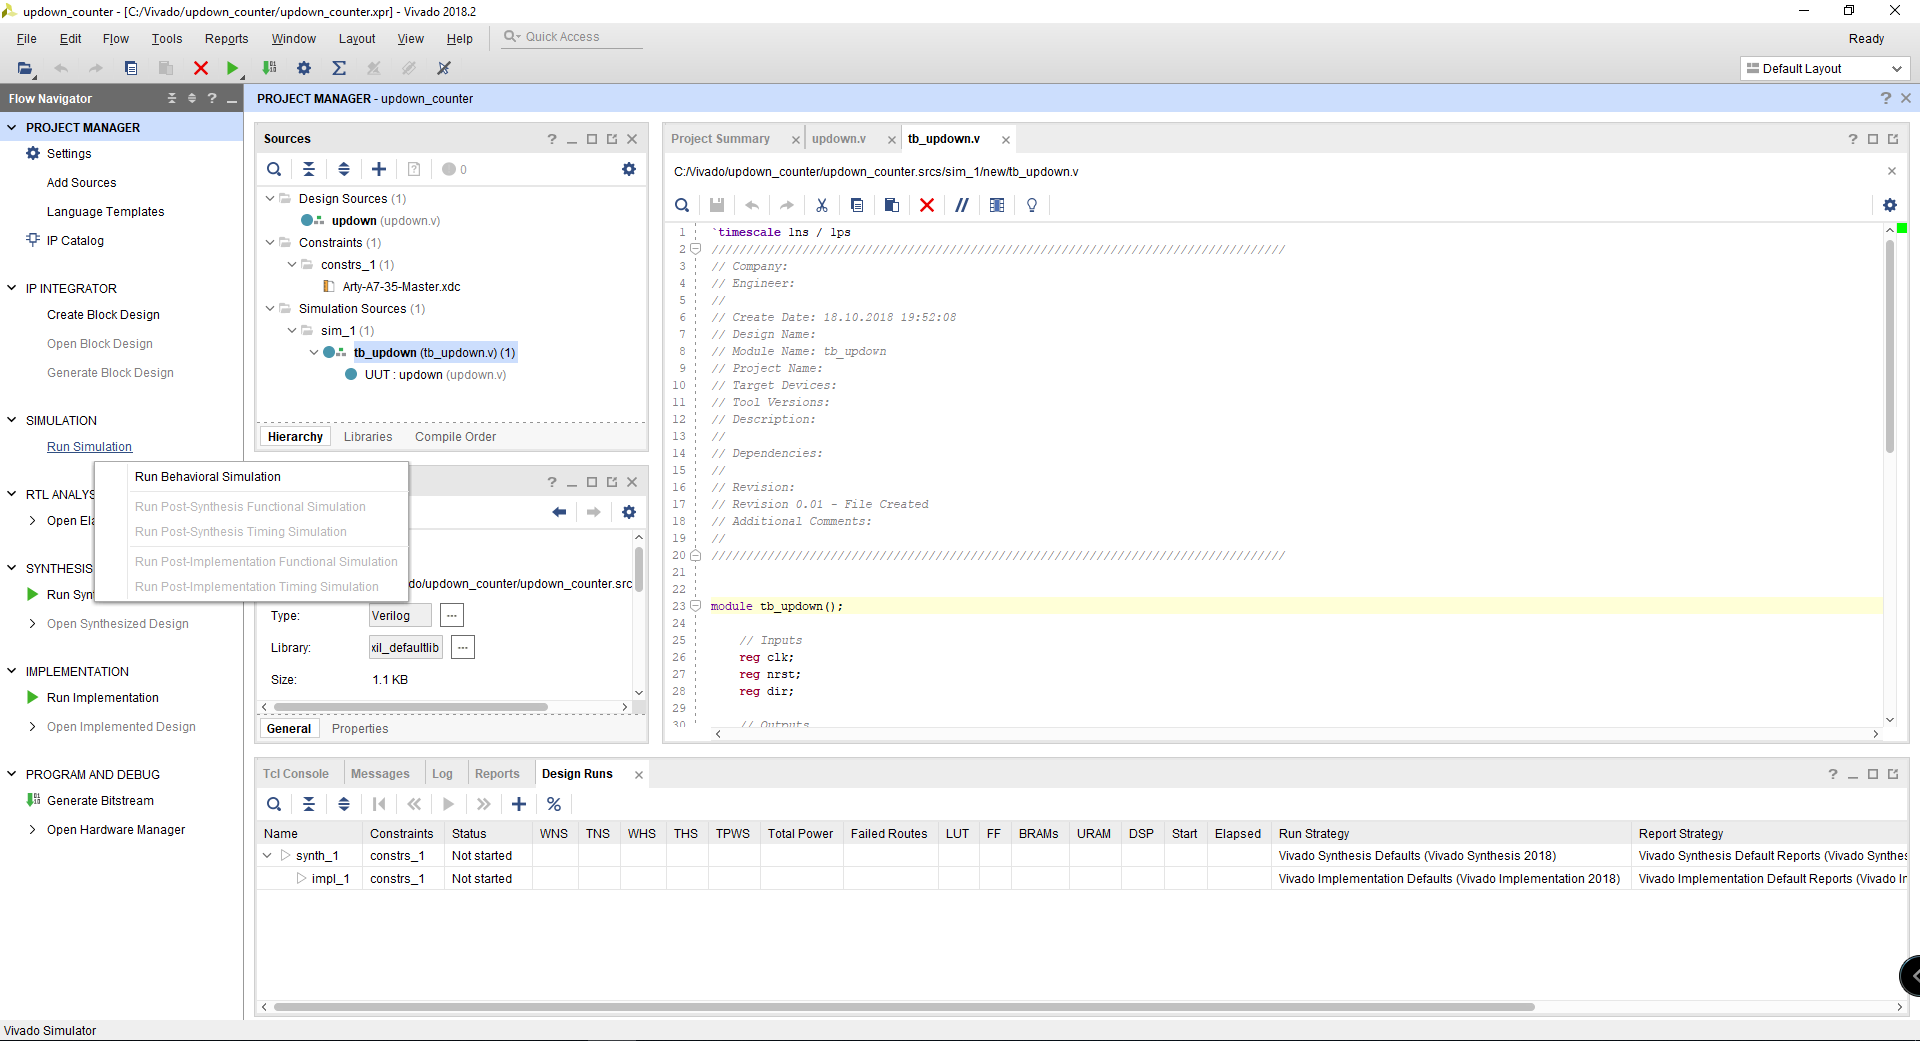 updown_counter - [C:/Vivado/updown_counter/updown_counter.xpr] - Vivado 2018.2
File Edit Flow Tools Reports Window Layout View Help Quick Access Ready
Default Layout
Flow Navigator
PROJECT MANAGER
Settings
Add Sources
Language Templates
IP Catalog
IP INTEGRATOR
Create Block Design
Open Block Design
Generate Block Design
SIMULATION
Run Simulation
Run Behavioral Simulation
Run Post-Synthesis Functional Simulation
Run Post-Synthesis Timing Simulation
Run Post-Implementation Functional Simulation
Run Post-Implementation Timing Simulation
RTL ANALYS
Open Ela
SYNTHESIS
Run Syn
Open Synthesized Design
IMPLEMENTATION
Run Implementation
Open Implemented Design
PROGRAM AND DEBUG
Generate Bitstream
Open Hardware Manager
PROJECT MANAGER - updown_counter
Sources
0
Design Sources (1)
updown (updown.v)
Constraints (1)
constrs_1 (1)
Arty-A7-35-Master.xdc
Simulation Sources (1)
sim_1 (1)
tb_updown (tb_updown.v) (1)
UUT : updown (updown.v)
Hierarchy Libraries Compile Order
do/updown_counter/updown_counter.src
Type: Verilog
Library: xil_defaultlib
Size: 1.1 KB
General Properties
Project Summary updown.v tb_updown.v
C:/Vivado/updown_counter/updown_counter.srcs/sim_1/new/tb_updown.v
1 `timescale 1ns / 1ps
2 //////////////////////////////////////////////////////////////////////////////////
3 // Company:
4 // Engineer:
5 //
6 // Create Date: 18.10.2018 19:52:08
7 // Design Name:
8 // Module Name: tb_updown
9 // Project Name:
10 // Target Devices:
11 // Tool Versions:
12 // Description:
13 //
14 // Dependencies:
15 //
16 // Revision:
17 // Revision 0.01 - File Created
18 // Additional Comments:
19 //
20 //////////////////////////////////////////////////////////////////////////////////
21
22
23 module tb_updown();
24
25 // Inputs
26 reg clk;
27 reg nrst;
28 reg dir;
29
30 // Outputs
Tcl Console Messages Log Reports Design Runs
Name Constraints Status WNS TNS WHS THS TPWS Total Power Failed Routes LUT FF BRAMs URAM DSP Start Elapsed Run Strategy Report Strategy
synth_1 constrs_1 Not started Vivado Synthesis Defaults (Vivado Synthesis 2018) Vivado Synthesis Default Reports (Vivado Synthes
impl_1 constrs_1 Not started Vivado Implementation Defaults (Vivado Implementation 2018) Vivado Implementation Default Reports (Vivado Ir
Vivado Simulator